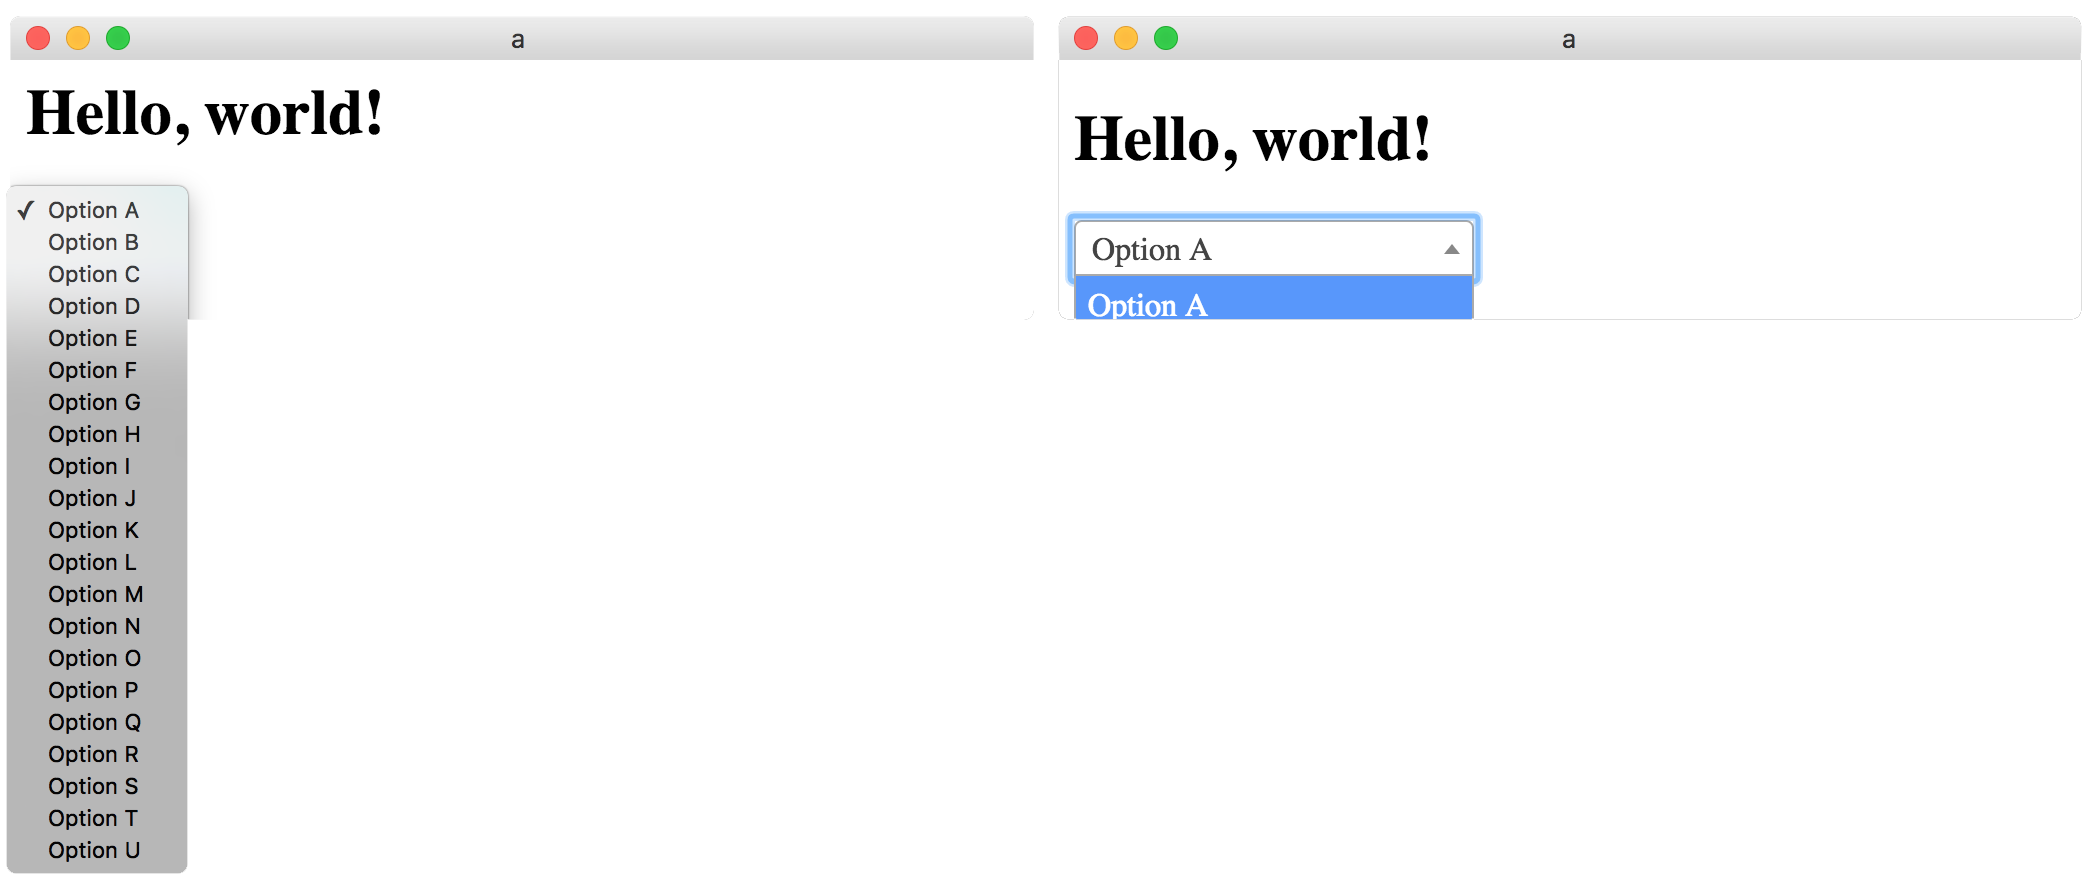 a
Hello, world!
✓ Option A
Option B
Option C
Option D
Option E
Option F
Option G
Option H
Option I
Option J
Option K
Option L
Option M
Option N
Option O
Option P
Option Q
Option R
Option S
Option T
Option U
a
Hello, world!
Option A
Option A